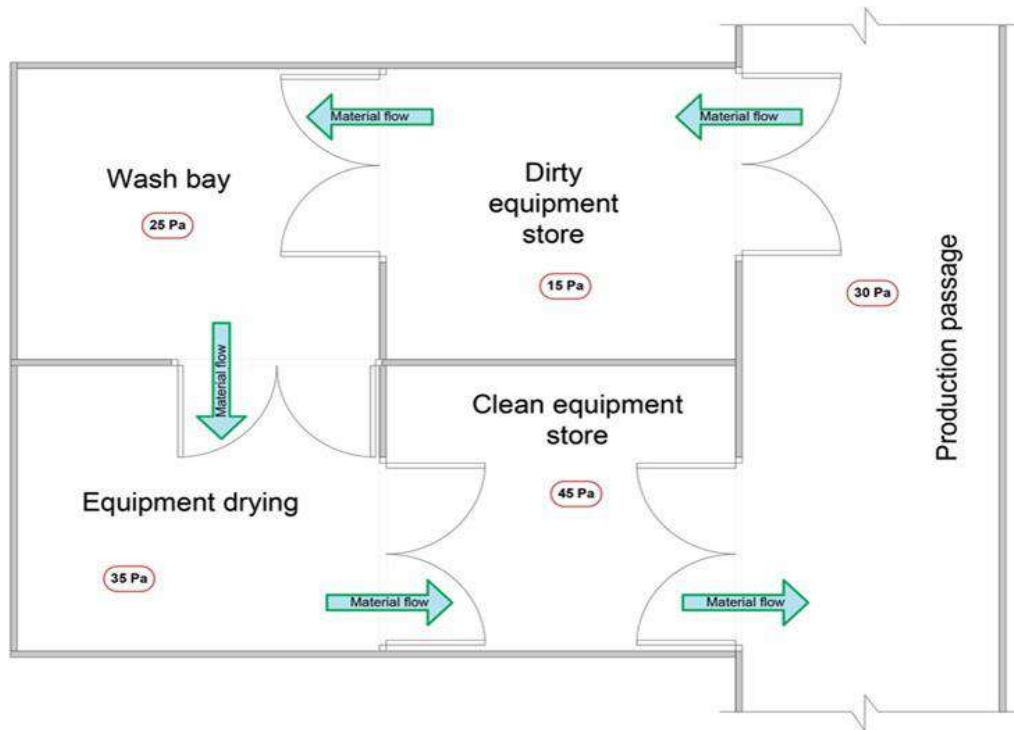 Material flow
Material flow
Wash bay
25 Pa
Dirty
equipment
store
15 Pa
30 Pa
Production passage
Material flow
Clean equipment
store
45 Pa
Equipment drying
35 Pa
Material flow
Material flow